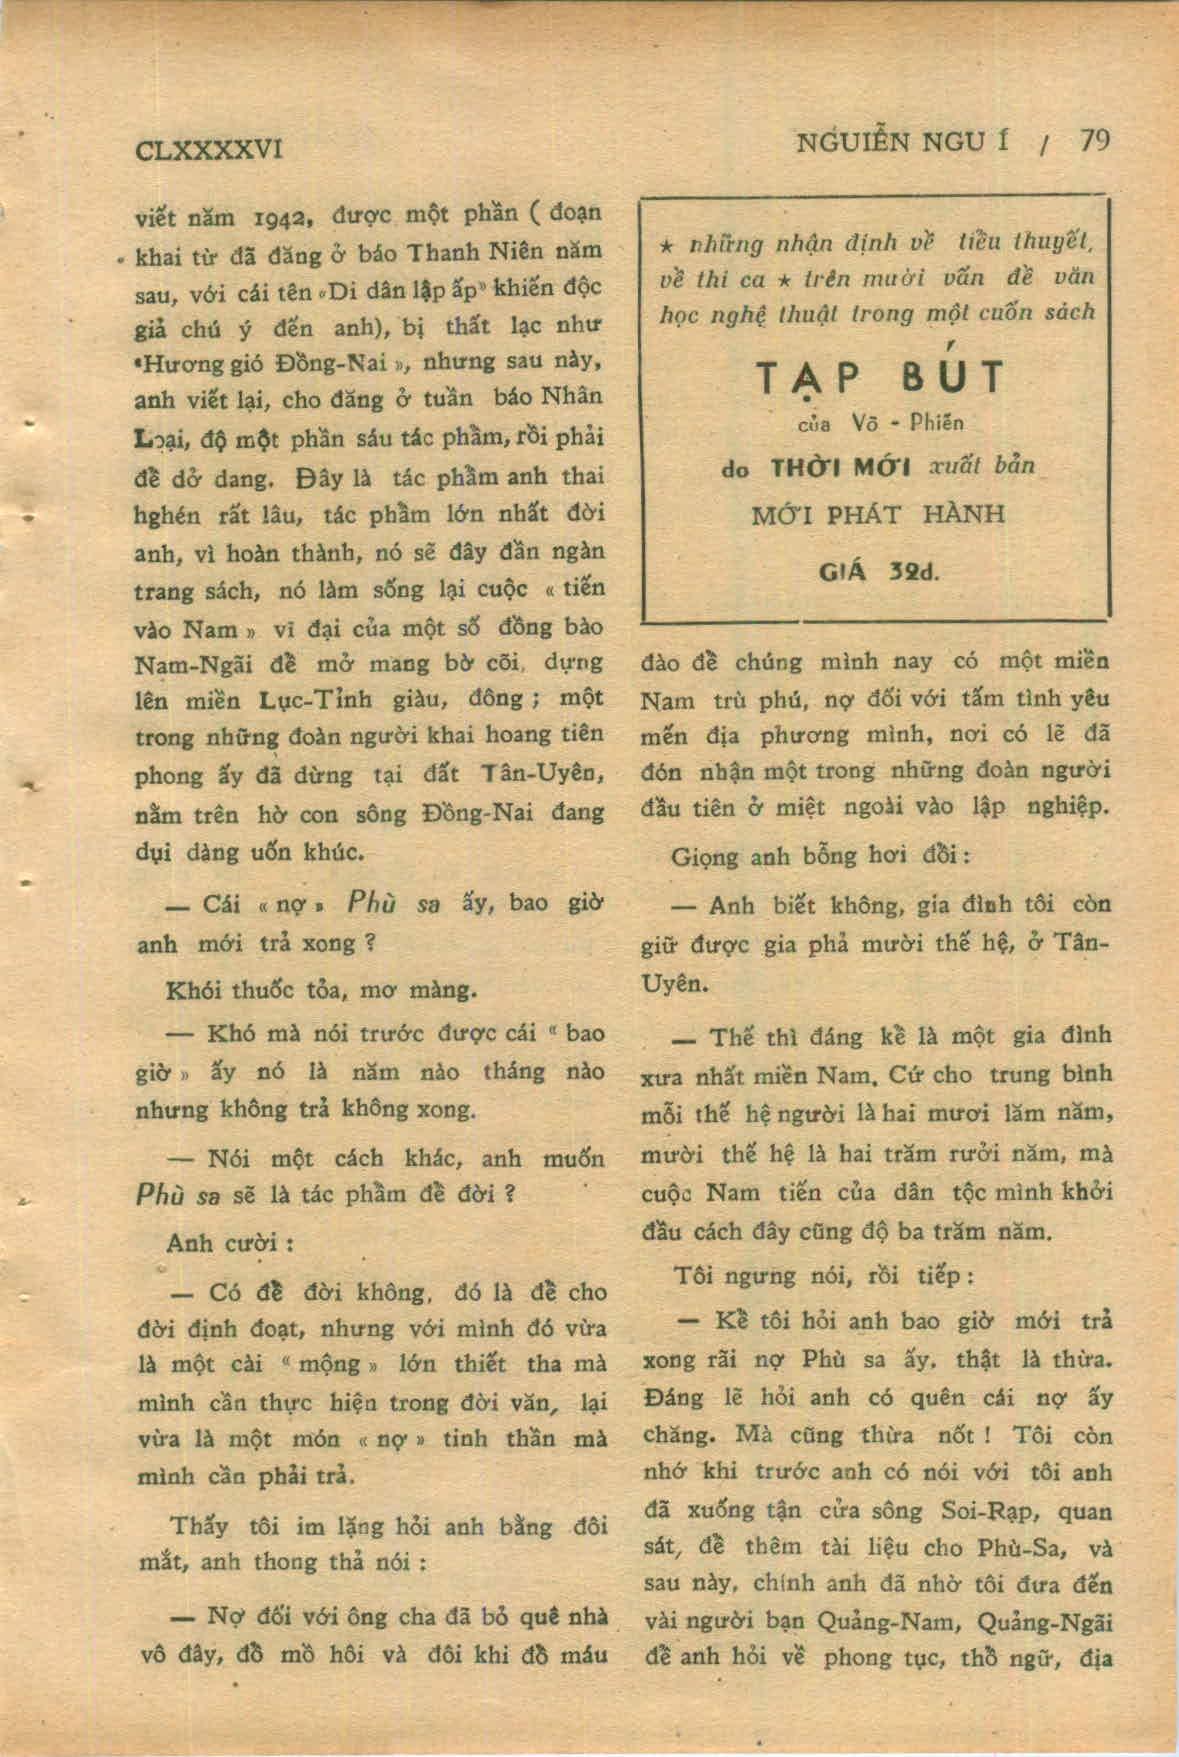 CLXXXXVI
NGUIỄN NGU Í / 79
viết năm 1942, được một phần ( đoạn
khai từ đã đăng ở báo Thanh Niên năm
sau, với cái tên «Di dân lập ấp» khiến độc
giả chú ý đến anh), bị thất lạc như
«Hương gió Đồng-Nai», nhưng sau này,
anh viết lại, cho đăng ở tuần báo Nhân
Loại, độ một phần sáu tác phẩm, rồi phải
để dở dang. Đây là tác phẩm anh thai
hghén rất lâu, tác phẩm lớn nhất đời
anh, vì hoàn thành, nó sẽ đây đần ngàn
trang sách, nó làm sống lại cuộc « tiến
vào Nam » vĩ đại của một số đồng bào
Nam-Ngãi để mở mang bờ cõi, dựng
lên miền Lục-Tỉnh giàu, đông ; một
trong những đoàn người khai hoang tiên
phong ấy đã dừng tại đất Tân-Uyên,
nằm trên hờ con sông Đồng-Nai đang
dụi dàng uốn khúc.
— Cái « nợ » Phù sa ấy, bao giờ
anh mới trả xong ?
Khói thuốc tỏa, mơ màng.
— Khó mà nói trước được cái « bao
giờ » ấy nó là năm nào tháng nào
nhưng không trả không xong.
— Nói một cách khác, anh muốn
Phù sa sẽ là tác phẩm để đời ?
Anh cười :
— Có để đời không, đó là để cho
đời định đoạt, nhưng với mình đó vừa
là một cài « mộng » lớn thiết tha mà
mình cần thực hiện trong đời văn, lại
vừa là một món « nợ » tinh thần mà
mình cần phải trả.
Thấy tôi im lặng hỏi anh bằng đôi
mắt, anh thong thả nói :
— Nợ đối với ông cha đã bỏ quê nhà
vô đây, đổ mồ hôi và đôi khi đổ máu
★ những nhận định về tiểu thuyết,
về thi ca ★ trên mười vấn đề văn
học nghệ thuật trong một cuốn sách
TẠP BÚT
của Võ - Phiến
do THỜI MỚI xuất bản
MỚI PHÁT HÀNH
GIÁ 32d.
đào để chúng mình nay có một miền
Nam trù phú, nợ đối với tấm tình yêu
mến địa phương mình, nơi có lẽ đã
đón nhận một trong những đoàn người
đầu tiên ở miệt ngoài vào lập nghiệp.
Giọng anh bỗng hơi đổi :
— Anh biết không, gia đình tôi còn
giữ được gia phả mười thế hệ, ở Tân-
Uyên.
— Thế thì đáng kể là một gia đình
xưa nhất miền Nam. Cứ cho trung bình
mỗi thế hệ người là hai mươi lăm năm,
mười thế hệ là hai trăm rưởi năm, mà
cuộc Nam tiến của dân tộc mình khởi
đầu cách đây cũng độ ba trăm năm.
Tôi ngưng nói, rồi tiếp :
— Kể tôi hỏi anh bao giờ mới trả
xong rãi nợ Phù sa ấy, thật là thừa.
Đáng lẽ hỏi anh có quên cái nợ ấy
chăng. Mà cũng thừa nốt ! Tôi còn
nhớ khi trước anh có nói với tôi anh
đã xuống tận cửa sông Soi-Rạp, quan
sát, để thêm tài liệu cho Phù-Sa, và
sau này, chính anh đã nhờ tôi đưa đến
vài người bạn Quảng-Nam, Quảng-Ngãi
để anh hỏi về phong tục, thổ ngữ, địa